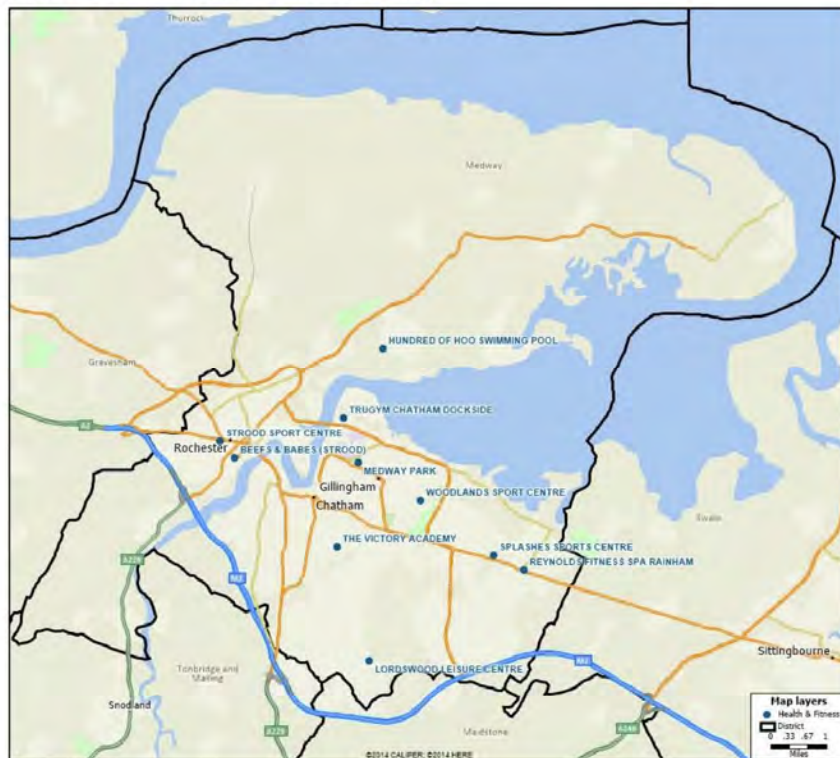 Thurrock
Medway
HUNDRED OF HOO SWIMMING POOL
Gravesham
TRUGYM CHATHAM DOCKSIDE
A2
STROOD SPORT CENTRE
Rochester
BEEFS & BABES (STROOD)
MEDWAY PARK
Gillingham
WOODLANDS SPORT CENTRE
Chatham
Swale
THE VICTORY ACADEMY
SPLASHES SPORTS CENTRE
A228
REYNOLDS FITNESS SPA RAINHAM
M2
Sittingbourne
M2
LORDSWOOD LEISURE CENTRE
Tonbridge and
Malling
Snodland
Map layers
Health & Fitness
District
0 .33 .67 1
Miles
A229
A249
Maidstone
©2014 CALIPER; ©2014 HERE